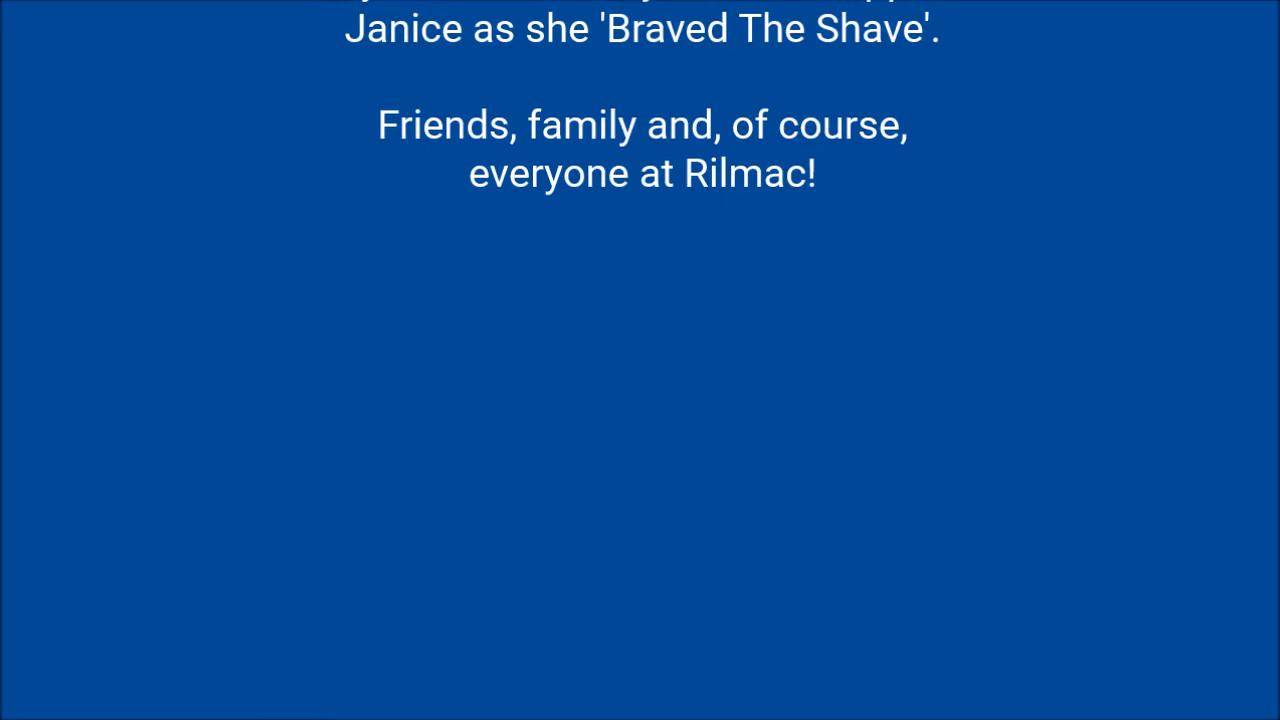 Janice as she 'Braved The Shave'.
Friends, family and, of course,
everyone at Rilmac!